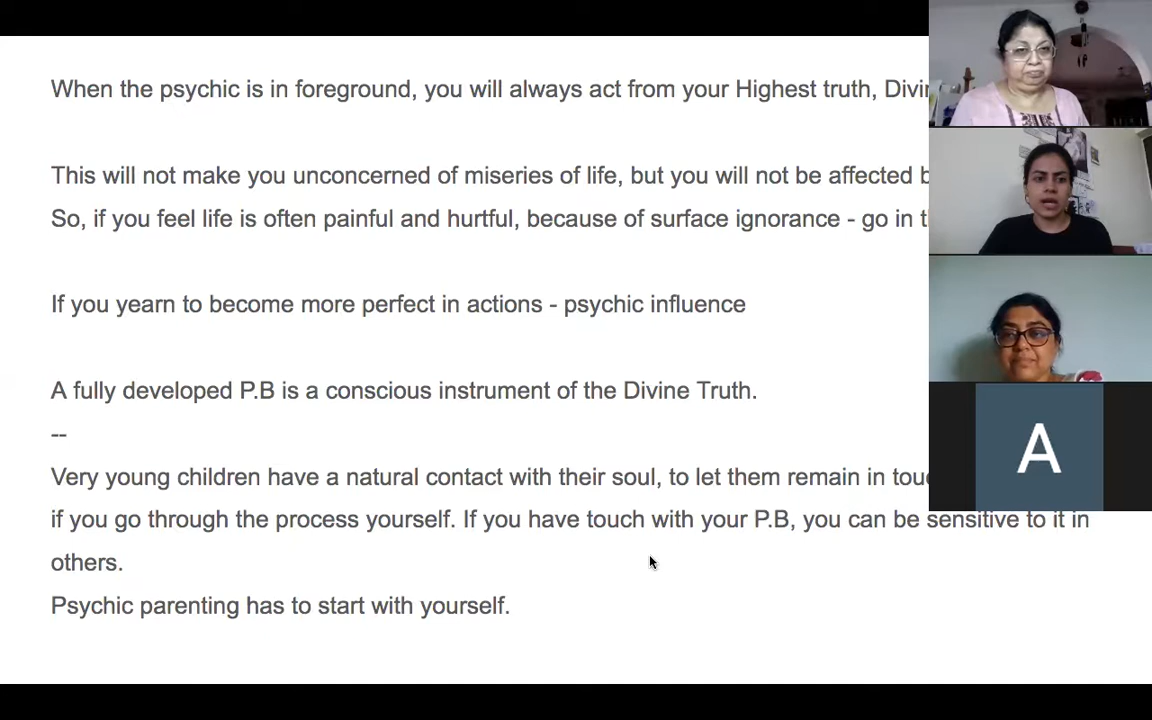 When the psychic is in foreground, you will always act from your Highest truth,
This will not make you unconcerned of miseries of life, but you will not be affected
So, if you feel life is often painful and hurtful, because of surface ignorance - go in
If you yearn to become more perfect in actions - psychic influence
A fully developed P.B is a conscious instrument of the Divine Truth.
--
Very young children have a natural contact with their soul, to let them remain in
if you go through the process yourself. If you have touch with your P.B, you can be sensitive to it in
others.
Psychic parenting has to start with yourself.
A